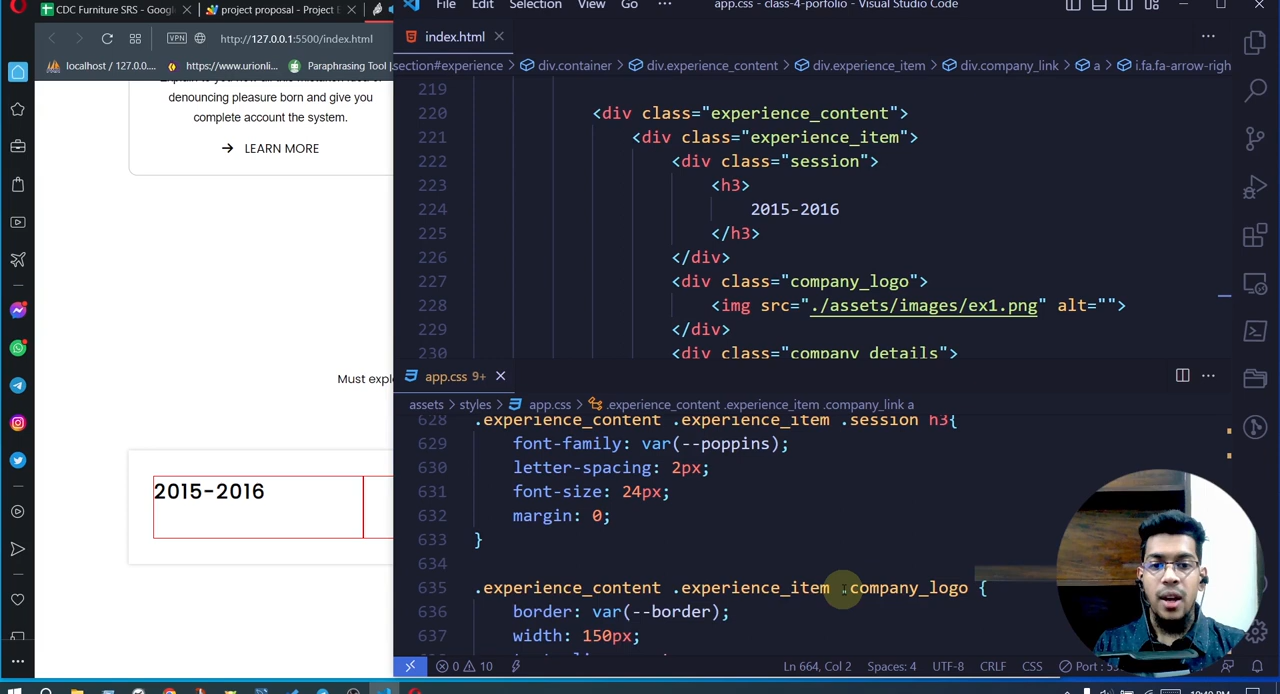 CDC Furniture SRS - Googl
project proposal - Project E
VPN
http://127.0.0.1:5500/index.html
localhost / 127.0.0....
https://www.urionli...
Paraphrasing Tool
denouncing pleasure born and give you
complete account the system.
LEARN MORE
Must expl
2015-2016
File Edit Selection View Go ... app.css - class-4-porfolio - Visual Studio Code
index.html
section#experience > div.container > div.experience_content > div.experience_item > div.company_link > a > i.fa.fa-arrow-righ
219
220 <div class="experience_content">
221 <div class="experience_item">
222 <div class="session">
223 <h3>
224 2015-2016
225 </h3>
226 </div>
227 <div class="company_logo">
228 <img src="./assets/images/ex1.png" alt="">
229 </div>
230 <div class="company_details">
app.css 9+
assets > styles > app.css > .experience_content .experience_item .company_link a
628 .experience_content .experience_item .session h3{
629 font-family: var(--poppins);
630 letter-spacing: 2px;
631 font-size: 24px;
632 margin: 0;
633 }
634
635 .experience_content .experience_item .company_logo {
636 border: var(--border);
637 width: 150px;
0 10 Ln 664, Col 2 Spaces: 4 UTF-8 CRLF CSS Port : 5